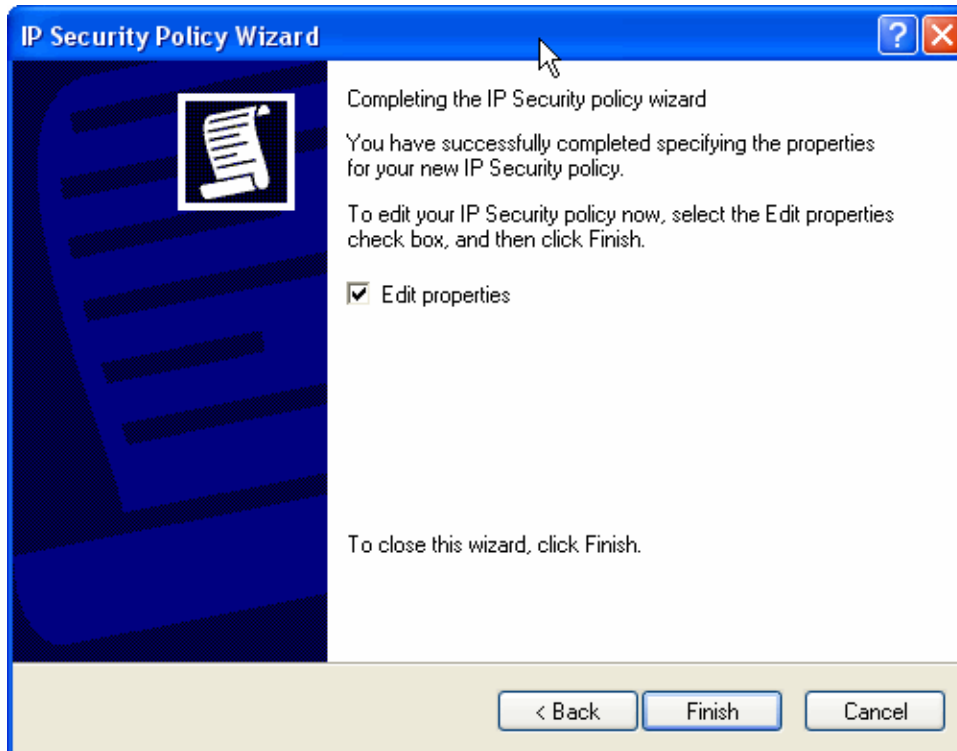 IP Security Policy Wizard
?
Completing the IP Security policy wizard
You have successfully completed specifying the properties
for your new IP Security policy.
To edit your IP Security policy now, select the Edit properties
check box, and then click Finish.
Edit properties
To close this wizard, click Finish.
< Back Finish Cancel